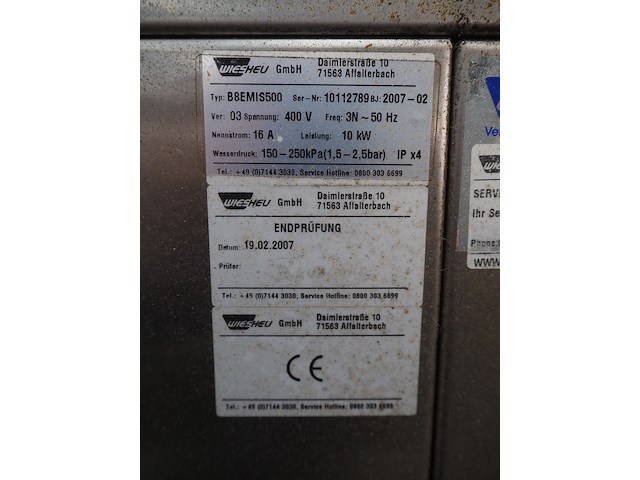 WIESHEU GmbH Daimlerstraße 10
71563 Affalterbach
Typ: B8EMIS500 Ser-Nr: 10112789 BJ: 2007-02
Ver: 03 Spannung: 400 V Freq: 3N~50 Hz
Nennstrom: 16 A Leistung: 10 kW
Wasserdruck: 150-250kPa(1,5-2,5bar) IP x4
Tel.: +49 (0)7144 3030, Service Hotline: 0800 303 6699
WIESHEU GmbH Daimlerstraße 10
71563 Affalterbach
ENDPRÜFUNG
Datum: 19.02.2007
Prüfer:
Tel.: +49 (0)7144 3030, Service Hotline: 0800 303 6699
WIESHEU GmbH Daimlerstraße 10
71563 Affalterbach
CE
Tel.: +49 (0)7144 3030, Service Hotline: 0800 303 6699
Ve
WIESHEU
SERV
Ihr Se
Phone:
WWW.